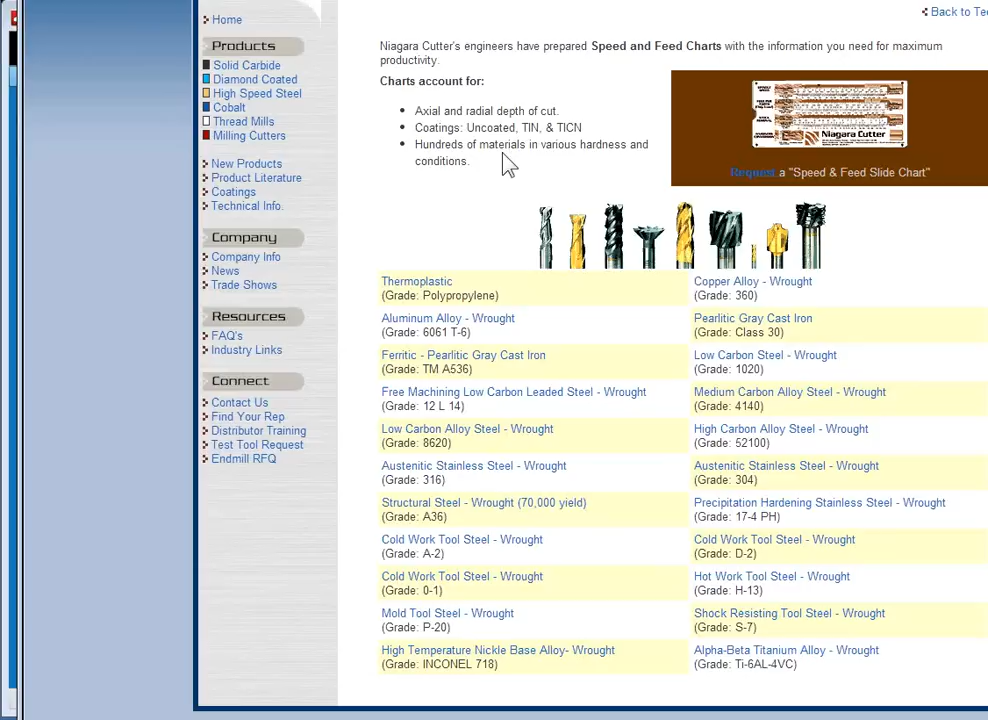 Home
Products
Solid Carbide
Diamond Coated
High Speed Steel
Cobalt
Thread Mills
Milling Cutters
New Products
Product Literature
Coatings
Technical Info.
Company
Company Info
News
Trade Shows
Resources
FAQ's
Industry Links
Connect
Contact Us
Find Your Rep
Distributor Training
Test Tool Request
Endmill RFQ
Back to
Niagara Cutter's engineers have prepared Speed and Feed Charts with the information you need for maximum
productivity.
Charts account for:
Axial and radial depth of cut.
Coatings: Uncoated, TIN, & TICN
Hundreds of materials in various hardness and
conditions.
Niagara Cutter
Request a "Speed & Feed Slide Chart"
Thermoplastic
(Grade: Polypropylene)
Copper Alloy - Wrought
(Grade: 360)
Aluminum Alloy - Wrought
(Grade: 6061 T-6)
Pearlitic Gray Cast Iron
(Grade: Class 30)
Ferritic - Pearlitic Gray Cast Iron
(Grade: TM A536)
Low Carbon Steel - Wrought
(Grade: 1020)
Free Machining Low Carbon Leaded Steel - Wrought
(Grade: 12 L 14)
Medium Carbon Alloy Steel - Wrought
(Grade: 4140)
Low Carbon Alloy Steel - Wrought
(Grade: 8620)
High Carbon Alloy Steel - Wrought
(Grade: 52100)
Austenitic Stainless Steel - Wrought
(Grade: 316)
Austenitic Stainless Steel - Wrought
(Grade: 304)
Structural Steel - Wrought (70,000 yield)
(Grade: A36)
Precipitation Hardening Stainless Steel - Wrought
(Grade: 17-4 PH)
Cold Work Tool Steel - Wrought
(Grade: A-2)
Cold Work Tool Steel - Wrought
(Grade: D-2)
Cold Work Tool Steel - Wrought
(Grade: 0-1)
Hot Work Tool Steel - Wrought
(Grade: H-13)
Mold Tool Steel - Wrought
(Grade: P-20)
Shock Resisting Tool Steel - Wrought
(Grade: S-7)
High Temperature Nickle Base Alloy- Wrought
(Grade: INCONEL 718)
Alpha-Beta Titanium Alloy - Wrought
(Grade: Ti-6AL-4VC)